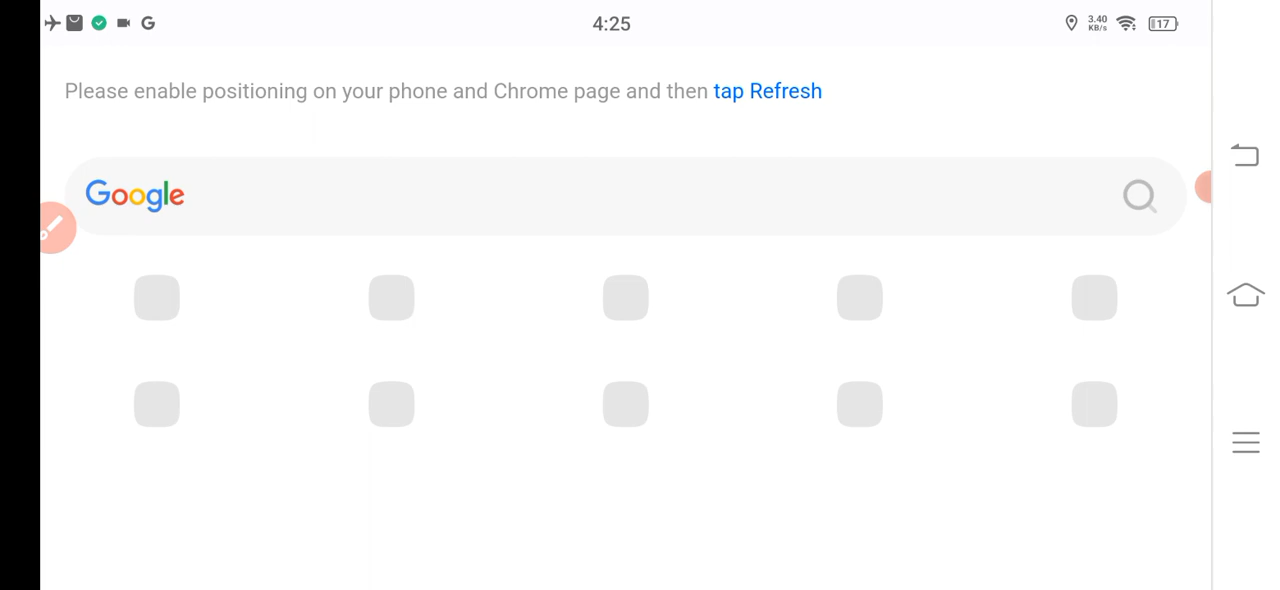 4:25
3.40
KB/s
17
G
Please enable positioning on your phone and Chrome page and then tap Refresh
Google